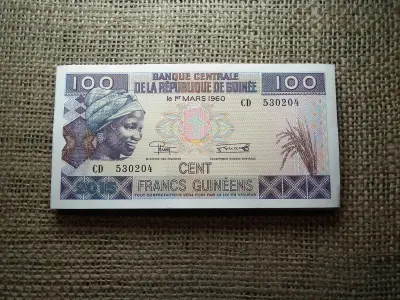 100 BANQUE CENTRALE 100
DE LA RÉPUBLIQUE DE GUINÉE
le 1er MARS 1960
CD 530204
CD 530204
CENT
2015 FRANCS GUINÉENS